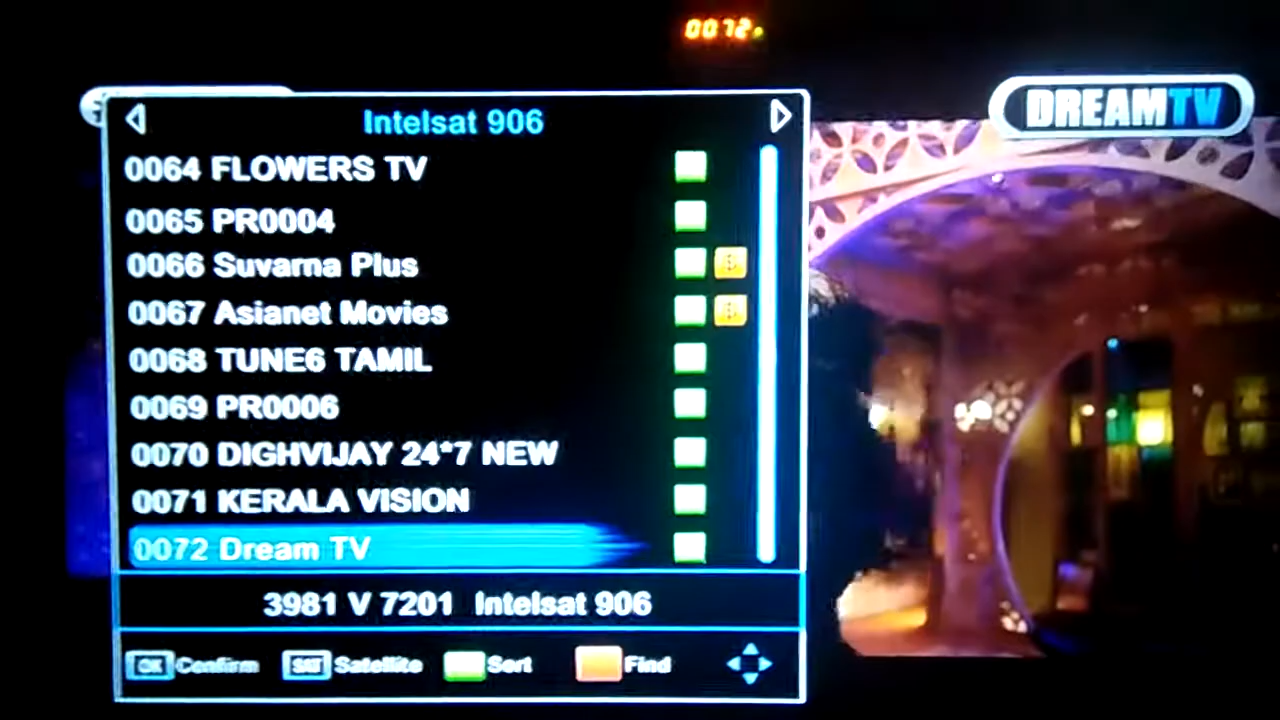 0072
DREAMTV
Intelsat 906
0064 FLOWERS TV
0065 PR0004
0066 Suvarna Plus
0067 Asianet Movies
0068 TUNE6 TAMIL
0069 PR0006
0070 DIGHVIJAY 24*7 NEW
0071 KERALA VISION
0072 Dream TV
3981 V 7201 Intelsat 906
OK Confirm SAT Satellite Sort Find